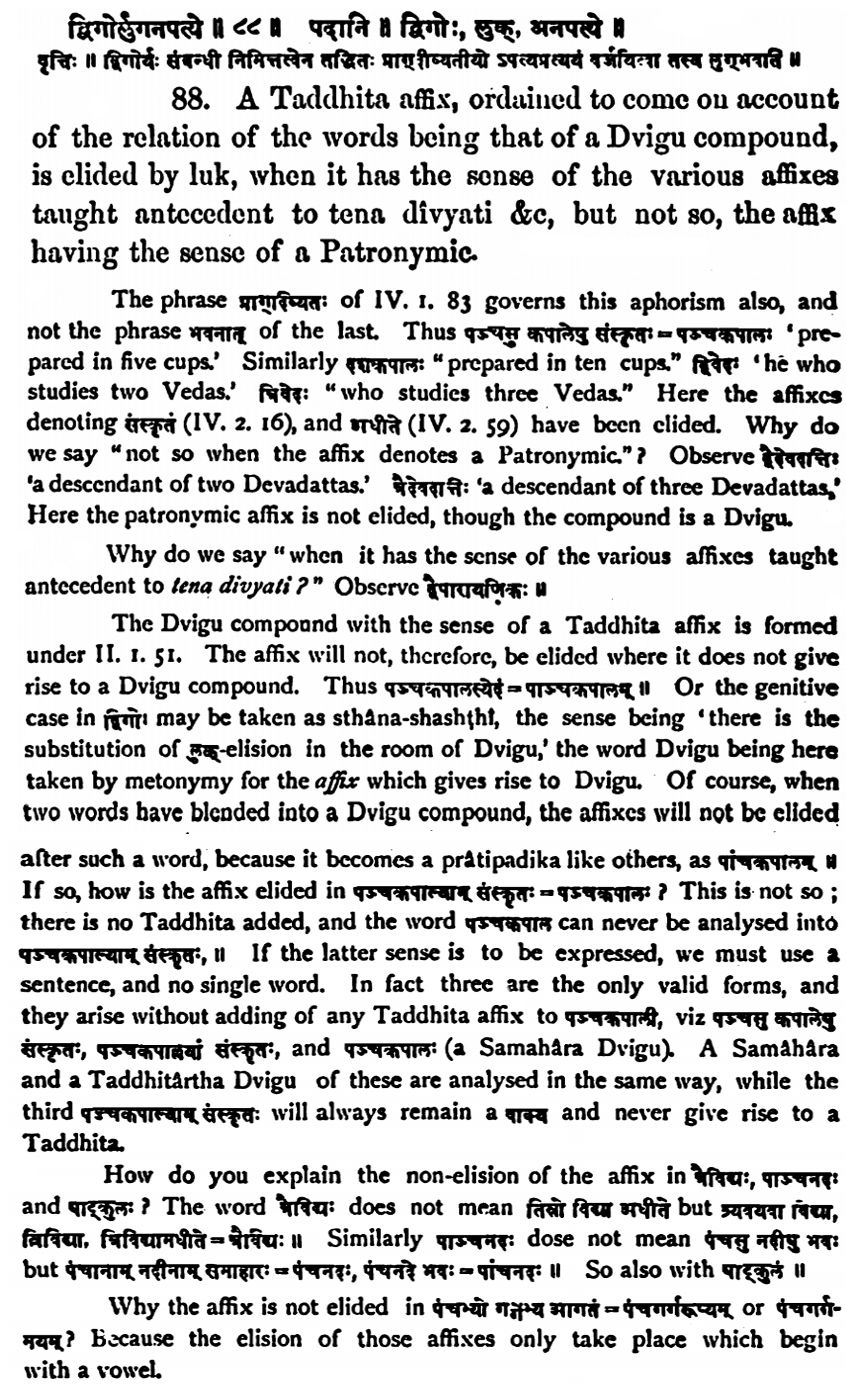 द्विगोर्लुगनपत्ये ॥ ८८ ॥ पदानि ॥ द्विगोः, लुक्, अनपत्ये ॥
वृत्तिः ॥ द्विगोर्यः संबन्धी निमित्तत्वेन तद्धितः प्राग्दीव्यतीयो ऽपत्यप्रत्ययं वर्जयित्वा तस्य लुग्भवति ॥
88. A Taddhita affix, ordained to come on account
of the relation of the words being that of a Dvigu compound,
is elided by luk, when it has the sense of the various affixes
taught antecedent to tena dîvyati &c, but not so, the affix
having the sense of a Patronymic.
The phrase प्राग्दीव्यतः of IV. 1. 83 governs this aphorism also, and
not the phrase भवनात् of the last. Thus पञ्चसु कपालेषु संस्कृतः = पञ्चकपालः 'pre-
pared in five cups.' Similarly दशकपालः "prepared in ten cups." द्विवेदः 'he who
studies two Vedas.' त्रिवेदः "who studies three Vedas." Here the affixes
denoting संस्कृतं (IV. 2. 16), and अधीते (IV. 2. 59) have been elided. Why do
we say "not so when the affix denotes a Patronymic."? Observe द्वैदेवदत्तिः
'a descendant of two Devadattas.' त्रैदेवदत्तिः 'a descendant of three Devadattas,'
Here the patronymic affix is not elided, though the compound is a Dvigu.
Why do we say "when it has the sense of the various affixes taught
antecedent to tena divyati?" Observe द्वैपारायणिकः ॥
The Dvigu compound with the sense of a Taddhita affix is formed
under II. 1. 51. The affix will not, therefore, be elided where it does not give
rise to a Dvigu compound. Thus पञ्चकपालस्येदं = पाञ्चकपालम् ॥ Or the genitive
case in द्विगोः may be taken as sthâna-shashṭhî, the sense being 'there is the
substitution of लुक्-elision in the room of Dvigu,' the word Dvigu being here
taken by metonymy for the affix which gives rise to Dvigu. Of course, when
two words have blended into a Dvigu compound, the affixes will not be elided
after such a word, because it becomes a prâtipadika like others, as पांचकपालम् ॥
If so, how is the affix elided in पञ्चकपाल्याम् संस्कृतः = पञ्चकपालः ? This is not so ;
there is no Taddhita added, and the word पञ्चकपाल can never be analysed into
पञ्चकपाल्याम् संस्कृतः, ॥ If the latter sense is to be expressed, we must use a
sentence, and no single word. In fact three are the only valid forms, and
they arise without adding of any Taddhita affix to पञ्चकपाली, viz पञ्चसु कपालेषु
संस्कृतः, पञ्चकपाल्यां संस्कृतः, and पञ्चकपालः (a Samahâra Dvigu). A Samâhâra
and a Taddhitârtha Dvigu of these are analysed in the same way, while the
third पञ्चकपाल्याम् संस्कृतः will always remain a वाक्य and never give rise to a
Taddhita.
How do you explain the non-elision of the affix in त्रैविद्यः, पाञ्चनदः
and षाट्कुलः ? The word त्रैविद्यः does not mean तिस्रो विद्या अधीते but त्र्यवयवा विद्या,
त्रिविद्या, त्रिविद्यामधीते = त्रैविद्यः ॥ Similarly पाञ्चनदः dose not mean पंचसु नदीषु भवः
but पंचानाम् नदीनाम् समाहारः = पंचनदः, पंचनदे भवः = पांचनदः ॥ So also with षाट्कुलं ॥
Why the affix is not elided in पंचभ्यो गर्गेभ्य आगतं = पंचगर्गरूप्यम् or पंचगर्ग-
मयम्? Because the elision of those affixes only take place which begin
with a vowel.